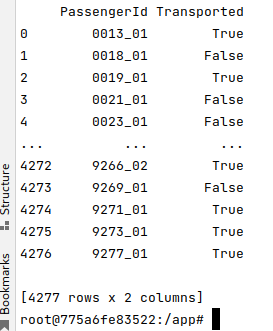 PassengerId Transported
0 0013_01 True
1 0018_01 False
2 0019_01 True
3 0021_01 False
4 0023_01 False
... ... ...
4272 9266_02 True
4273 9269_01 False
4274 9271_01 True
4275 9273_01 True
4276 9277_01 True
[4277 rows x 2 columns]
root@775a6fe83522:/app#
Structure
Bookmarks